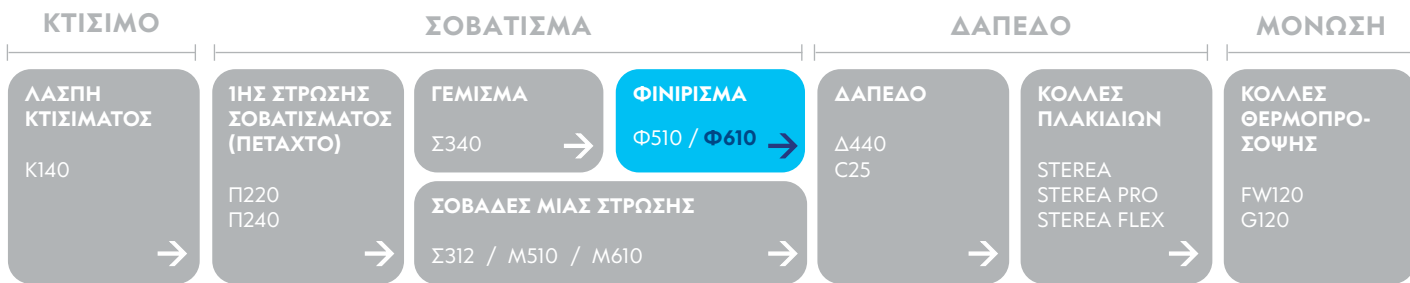 ΚΤΙΣΙΜΟ
ΣΟΒΑΤΙΣΜΑ
ΔΑΠΕΔΟ
ΜΟΝΩΣΗ
ΛΑΣΠΗ
ΚΤΙΣΙΜΑΤΟΣ
Κ140
1ΗΣ ΣΤΡΩΣΗΣ
ΣΟΒΑΤΙΣΜΑΤΟΣ
(ΠΕΤΑΧΤΟ)
Π220
Π240
ΓΕΜΙΣΜΑ
Σ340
ΦΙΝΙΡΙΣΜΑ
Φ510 / Φ610
ΣΟΒΑΔΕΣ ΜΙΑΣ ΣΤΡΩΣΗΣ
Σ312 / Μ510 / Μ610
ΔΑΠΕΔΟ
Δ440
C25
ΚΟΛΛΕΣ
ΠΛΑΚΙΔΙΩΝ
STEREA
STEREA PRO
STEREA FLEX
ΚΟΛΛΕΣ
ΘΕΡΜΟΠΡΟ-
ΣΟΨΗΣ
FW120
G120